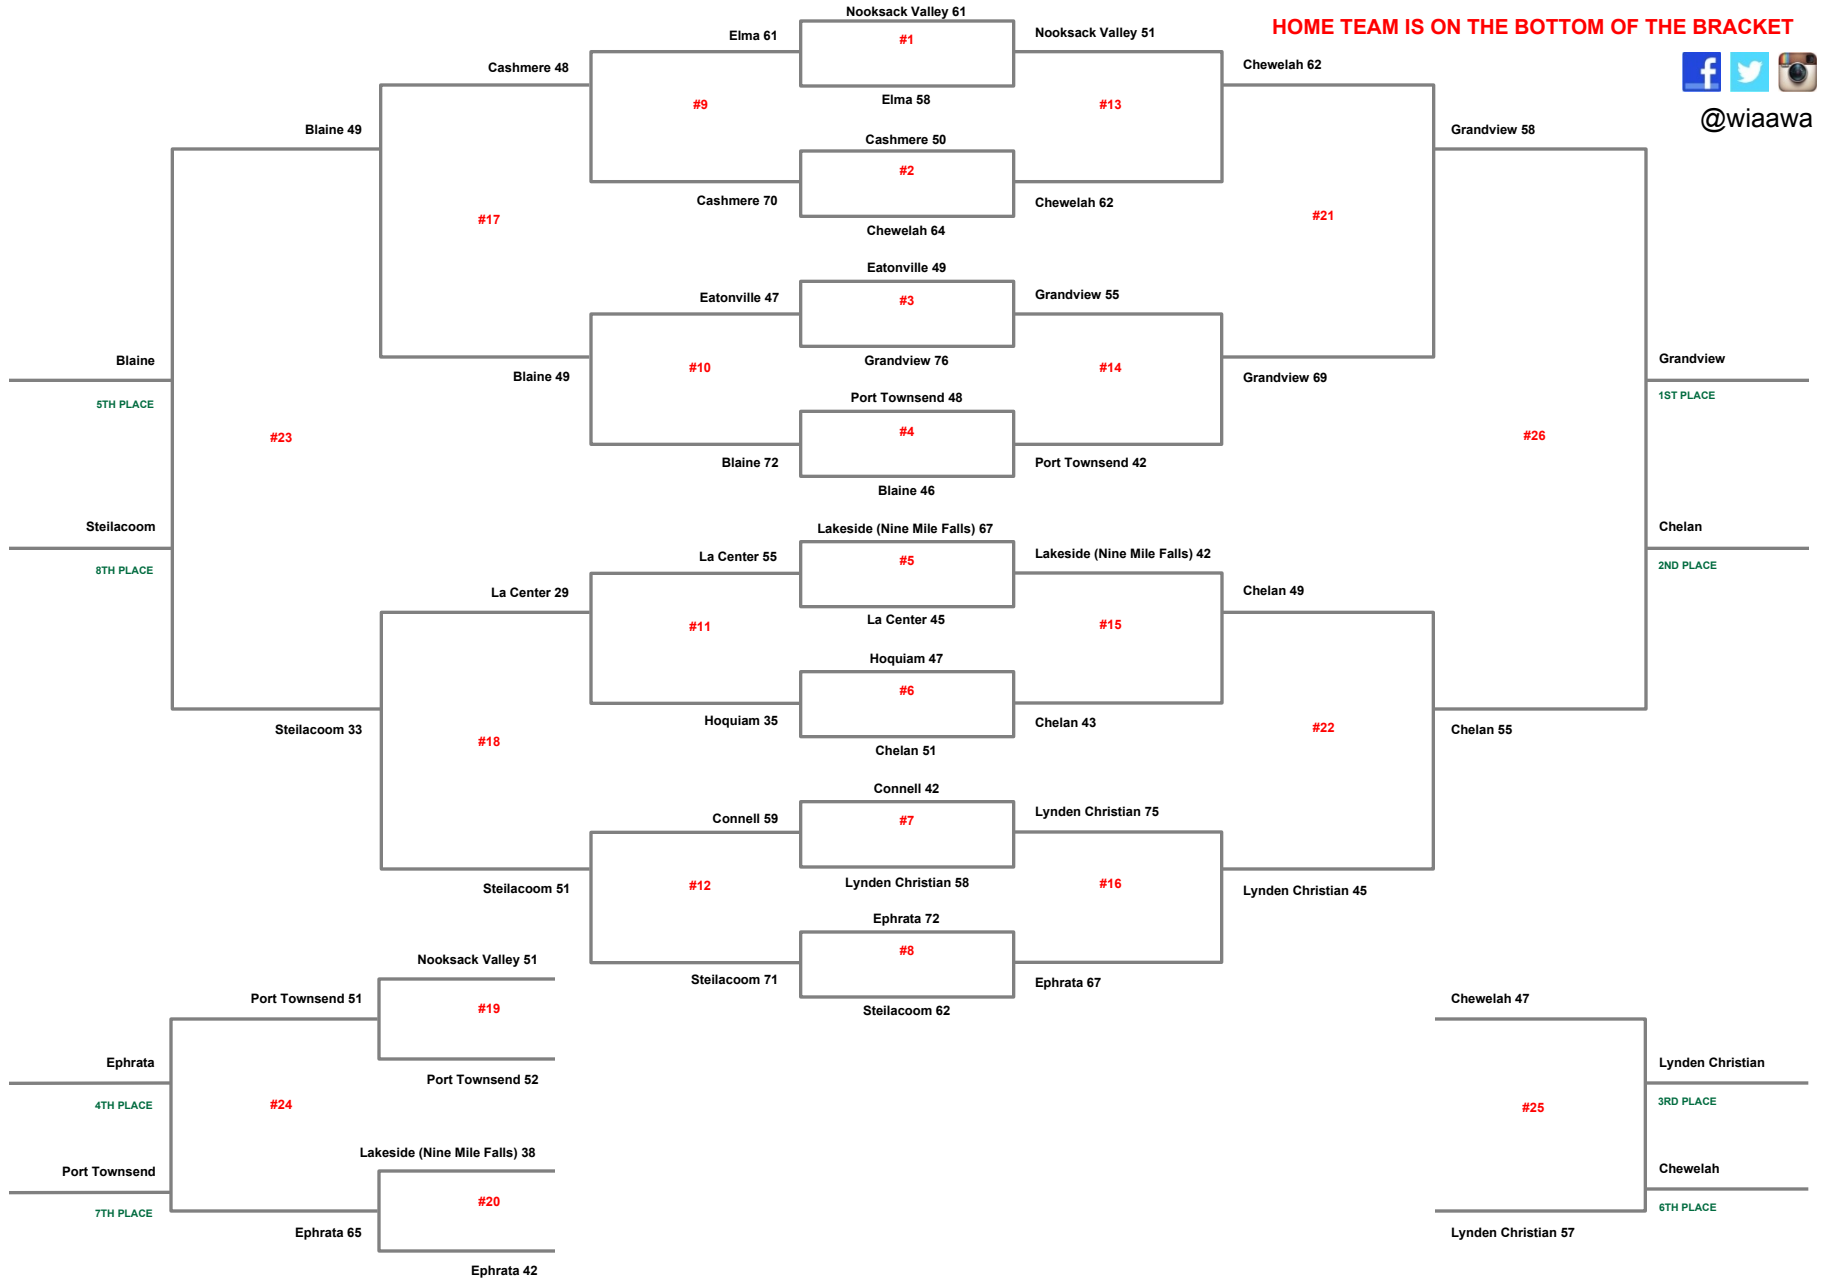 Nooksack Valley 61
HOME TEAM IS ON THE BOTTOM OF THE BRACKET
Elma 61
#1
Nooksack Valley 51
Cashmere 48
Chewelah 62
Elma 58
#9
#13
@wiaawa
Blaine 49
Cashmere 50
Grandview 58
#2
Cashmere 70
Chewelah 62
#17
#21
Chewelah 64
Eatonville 49
Eatonville 47
#3
Grandview 55
Blaine
Grandview 76
Grandview
#10
#14
Blaine 49
Grandview 69
5TH PLACE
1ST PLACE
Port Townsend 48
#23
#4
#26
Blaine 72
Port Townsend 42
Blaine 46
Steilacoom
Lakeside (Nine Mile Falls) 67
Chelan
La Center 55
#5
Lakeside (Nine Mile Falls) 42
8TH PLACE
2ND PLACE
La Center 29
Chelan 49
La Center 45
#11
#15
Hoquiam 47
#6
Hoquiam 35
Chelan 43
Steilacoom 33
#18
#22
Chelan 55
Chelan 51
Connell 42
Connell 59
#7
Lynden Christian 75
Steilacoom 51
#12
Lynden Christian 58
#16
Lynden Christian 45
Ephrata 72
#8
Nooksack Valley 51
Steilacoom 71
Ephrata 67
Port Townsend 51
#19
Steilacoom 62
Chewelah 47
Ephrata
Port Townsend 52
Lynden Christian
4TH PLACE
#24
#25
3RD PLACE
Lakeside (Nine Mile Falls) 38
Port Townsend
Chewelah
#20
7TH PLACE
6TH PLACE
Ephrata 65
Lynden Christian 57
Ephrata 42